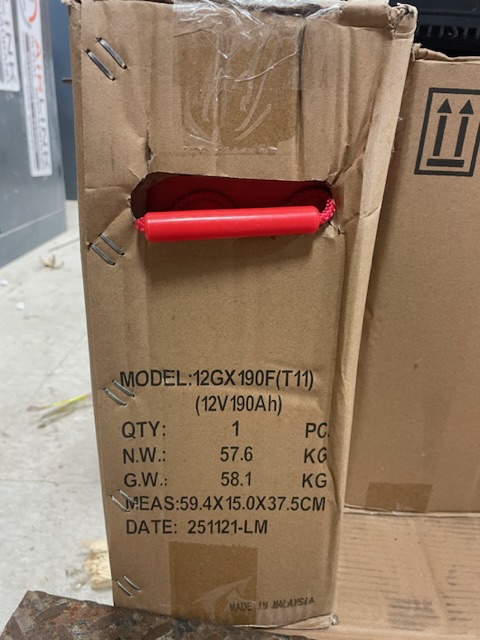 MODEL:12GX190F(T11)
(12V190Ah)
QTY: 1 PC.
N.W.: 57.6 KG
G.W.: 58.1 KG
MEAS:59.4X15.0X37.5CM
DATE: 251121-LM
MADE IN MALAYSIA